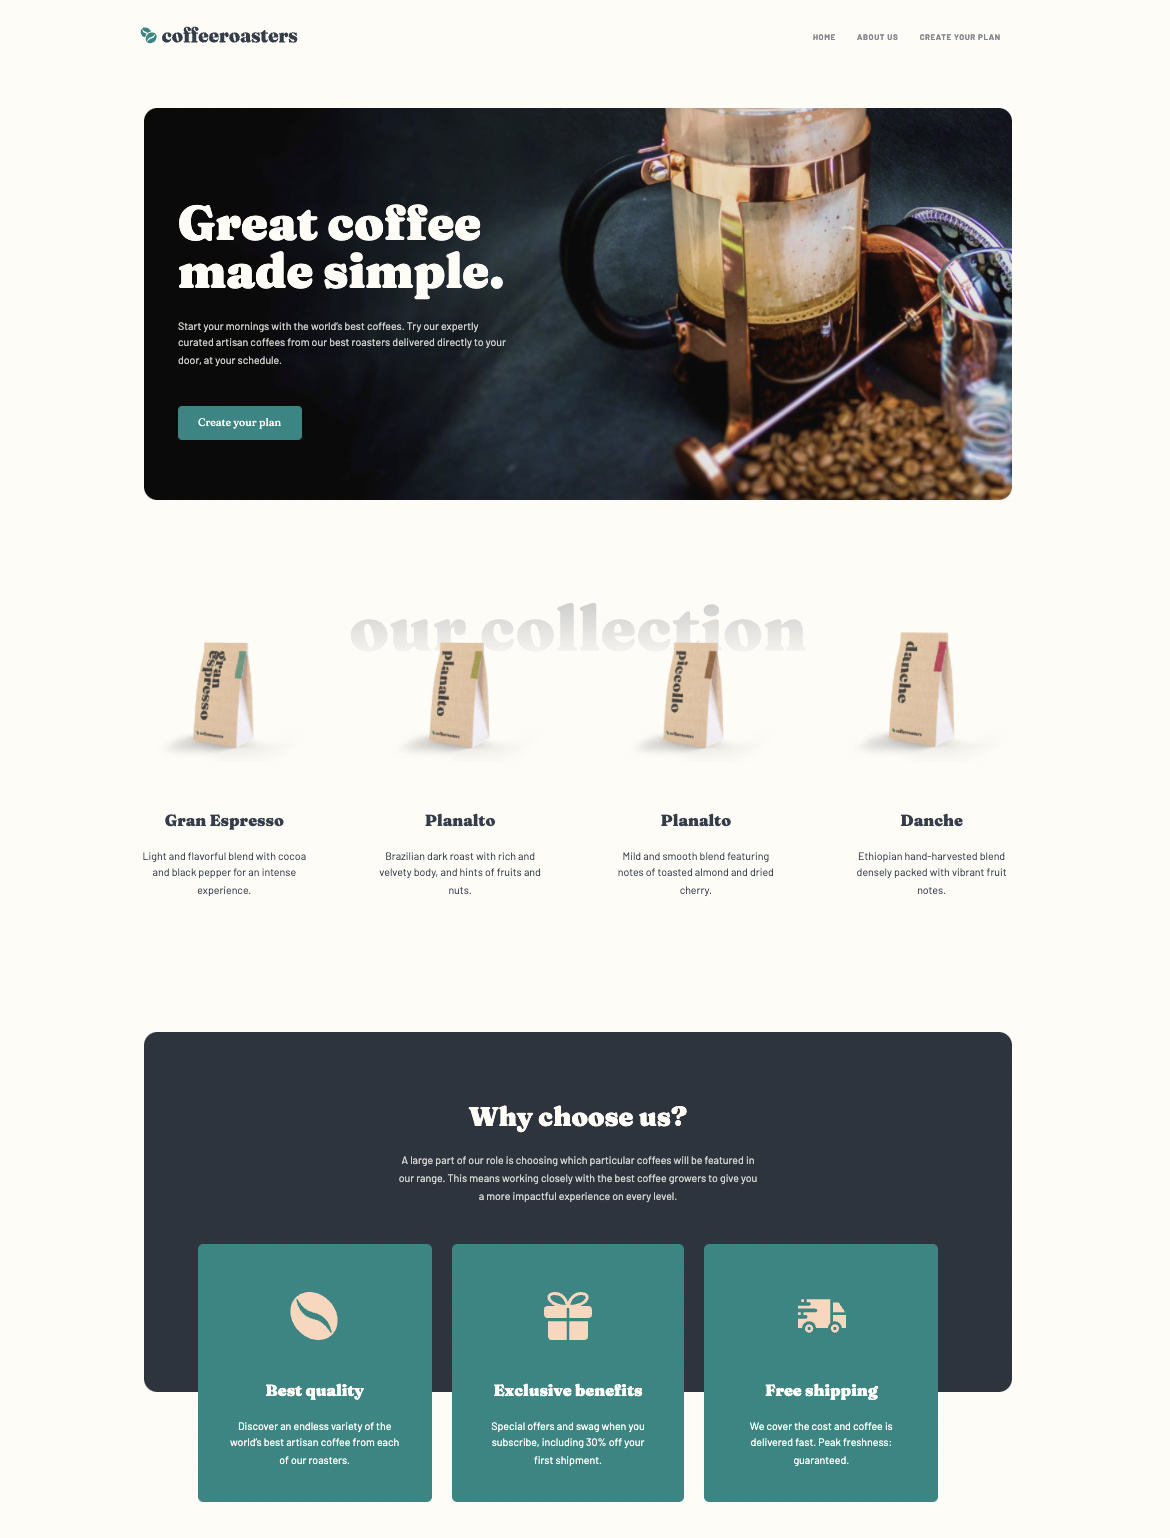 coffeeroasters
HOME ABOUT US CREATE YOUR PLAN
Great coffee
made simple.
Start your mornings with the world's best coffees. Try our expertly
curated artisan coffees from our best roasters delivered directly to your
door, at your schedule.
Create your plan
our collection
gran
espresso
coffeeroasters
planalto
coffeeroasters
piccollo
coffeeroasters
danche
coffeeroasters
Gran Espresso
Light and flavorful blend with cocoa
and black pepper for an intense
experience.
Planalto
Brazilian dark roast with rich and
velvety body, and hints of fruits and
nuts.
Planalto
Mild and smooth blend featuring
notes of toasted almond and dried
cherry.
Danche
Ethiopian hand-harvested blend
densely packed with vibrant fruit
notes.
Why choose us?
A large part of our role is choosing which particular coffees will be featured in
our range. This means working closely with the best coffee growers to give you
a more impactful experience on every level.
Best quality
Discover an endless variety of the
world's best artisan coffee from each
of our roasters.
Exclusive benefits
Special offers and swag when you
subscribe, including 30% off your
first shipment.
Free shipping
We cover the cost and coffee is
delivered fast. Peak freshness:
guaranteed.